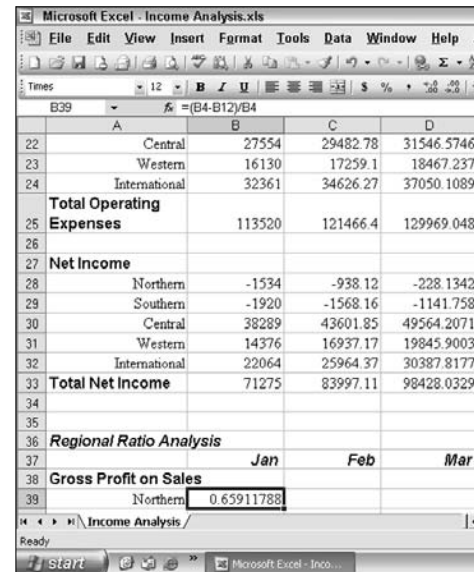 Microsoft Excel - Income Analysis.xls
File Edit View Insert Format Tools Data Window Help
Times 12 B I U $ % ,
B39 fx =(B4-B12)/B4
A B C D
22 Central 27554 29482.78 31546.5746
23 Western 16130 17259.1 18467.237
24 International 32361 34626.27 37050.1089
Total Operating
25 Expenses 113520 121466.4 129969.048
26
27 Net Income
28 Northern -1534 -938.12 -228.1342
29 Southern -1920 -1568.16 -1141.758
30 Central 38289 43601.85 49564.2071
31 Western 14376 16937.17 19845.9003
32 International 22064 25964.37 30387.8177
33 Total Net Income 71275 83997.11 98428.0329
34
35
36 Regional Ratio Analysis
37 Jan Feb Mar
38 Gross Profit on Sales
39 Northern 0.65911788
Income Analysis
Ready
start Microsoft Excel - Inco...